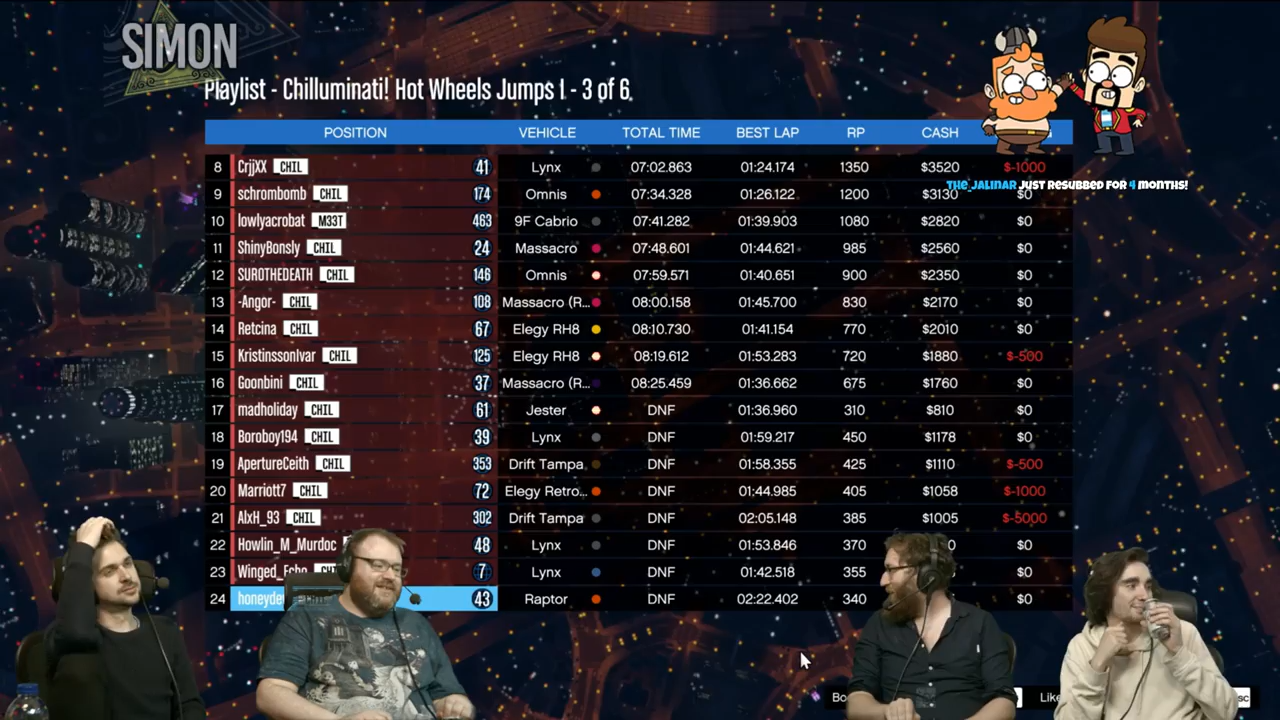 SIMON
Playlist - Chilluminati! Hot Wheels Jumps I - 3 of 6
POSITION VEHICLE TOTAL TIME BEST LAP RP CASH
8 CrjjXX CHIL 41 Lynx 07:02.863 01:24.174 1350 $3520 $-1000
THE_JALINAR JUST RESUBBED FOR 4 MONTHS!
9 schrombomb CHIL 174 Omnis 07:34.328 01:26.122 1200 $3130 $0
10 lowlyacrobat M33T 463 9F Cabrio 07:41.282 01:39.903 1080 $2820 $0
11 ShinyBonsly CHIL 24 Massacro 07:48.601 01:44.621 985 $2560 $0
12 SUROTHEDEATH CHIL 146 Omnis 07:59.571 01:40.651 900 $2350 $0
13 -Angor- CHIL 108 Massacro (R... 08:00.158 01:45.700 830 $2170 $0
14 Retcina CHIL 67 Elegy RH8 08:10.730 01:41.154 770 $2010 $0
15 KristinssonIvar CHIL 125 Elegy RH8 08:19.612 01:53.283 720 $1880 $-500
16 Goonbini CHIL 37 Massacro (R... 08:25.459 01:36.662 675 $1760 $0
17 madholiday CHIL 61 Jester DNF 01:36.960 310 $810 $0
18 Boroboy194 CHIL 39 Lynx DNF 01:59.217 450 $1178 $0
19 ApertureCeith CHIL 353 Drift Tampa DNF 01:58.355 425 $1110 $-500
20 Marriott7 CHIL 72 Elegy Retro... DNF 01:44.985 405 $1058 $-1000
21 AlxH_93 CHIL 302 Drift Tampa DNF 02:05.148 385 $1005 $-5000
22 Howlin_M_Murdoc 48 Lynx DNF 01:53.846 370 $0
23 Winged_Echo 7 Lynx DNF 01:42.518 355 $0
24 honeyde 43 Raptor DNF 02:22.402 340 $0